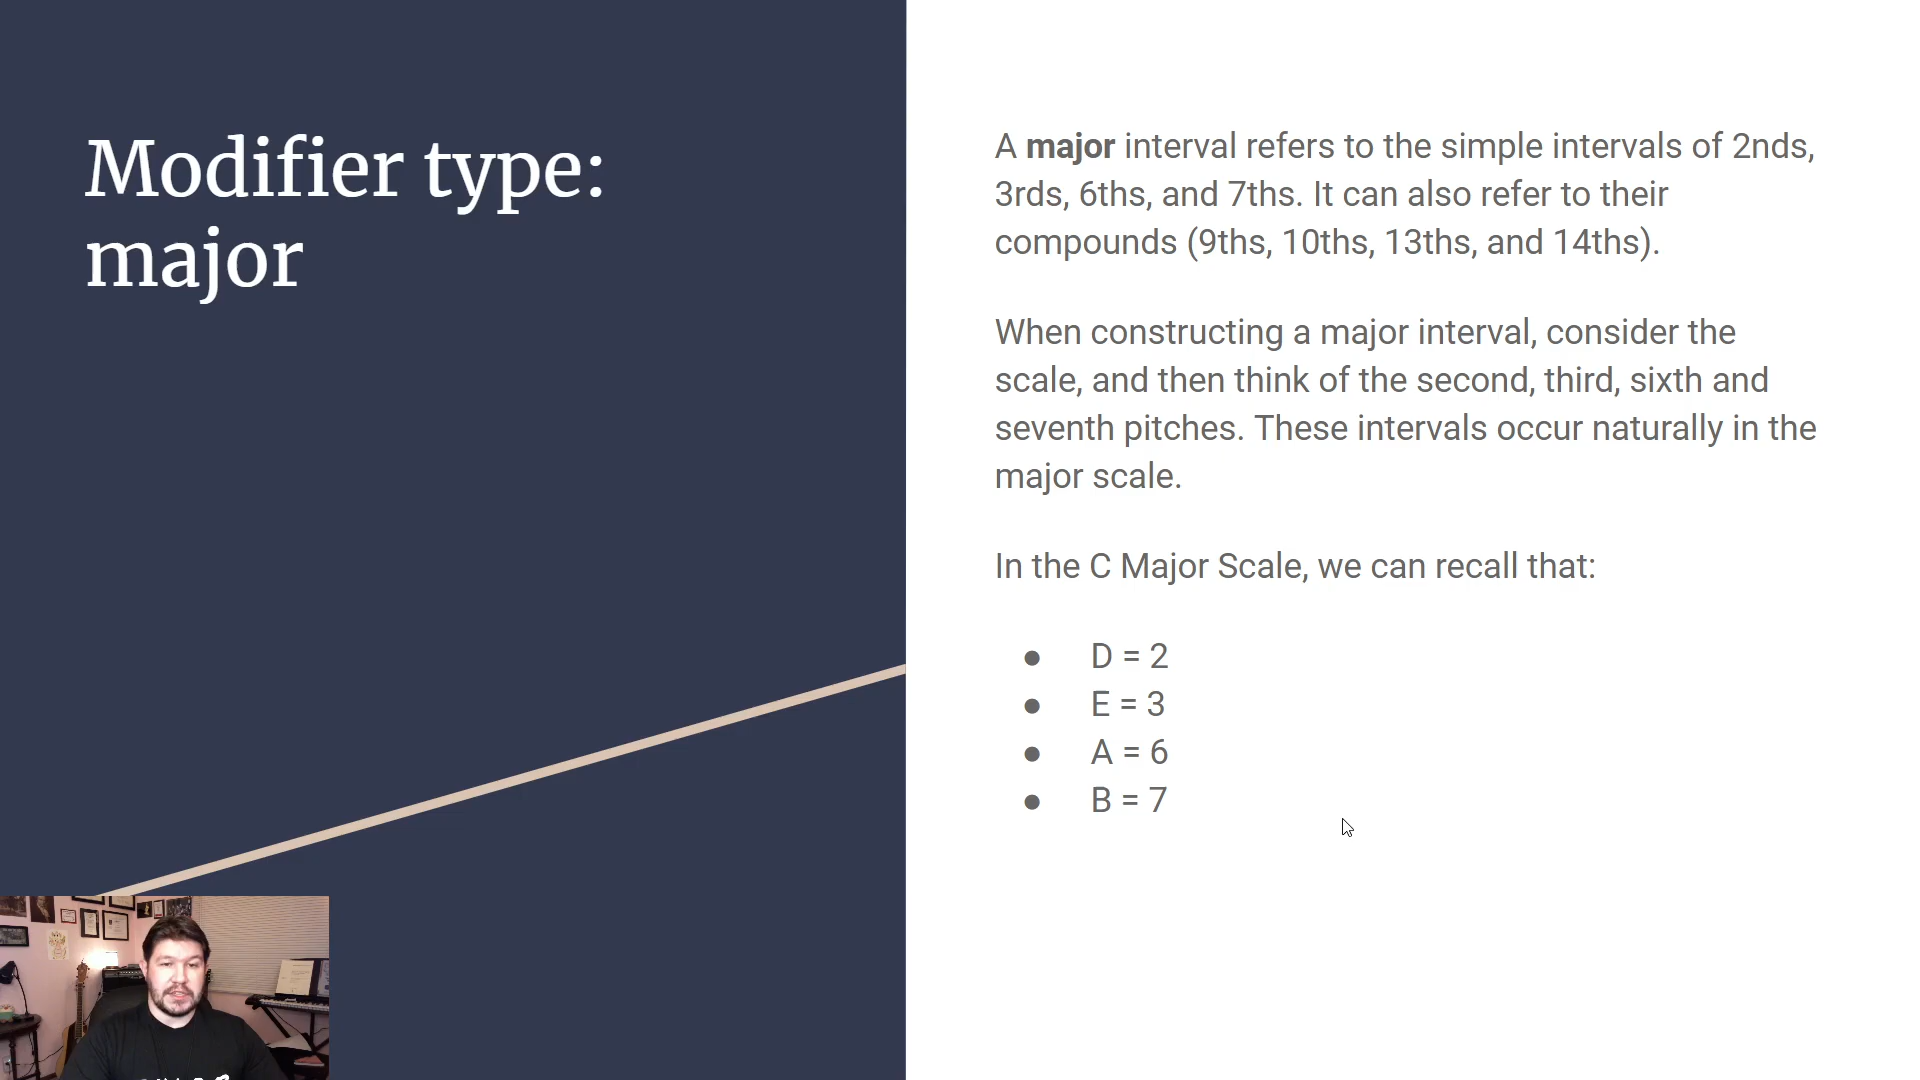 Modifier type:
major
A major interval refers to the simple intervals of 2nds,
3rds, 6ths, and 7ths. It can also refer to their
compounds (9ths, 10ths, 13ths, and 14ths).
When constructing a major interval, consider the
scale, and then think of the second, third, sixth and
seventh pitches. These intervals occur naturally in the
major scale.
In the C Major Scale, we can recall that:
● D = 2
● E = 3
● A = 6
● B = 7